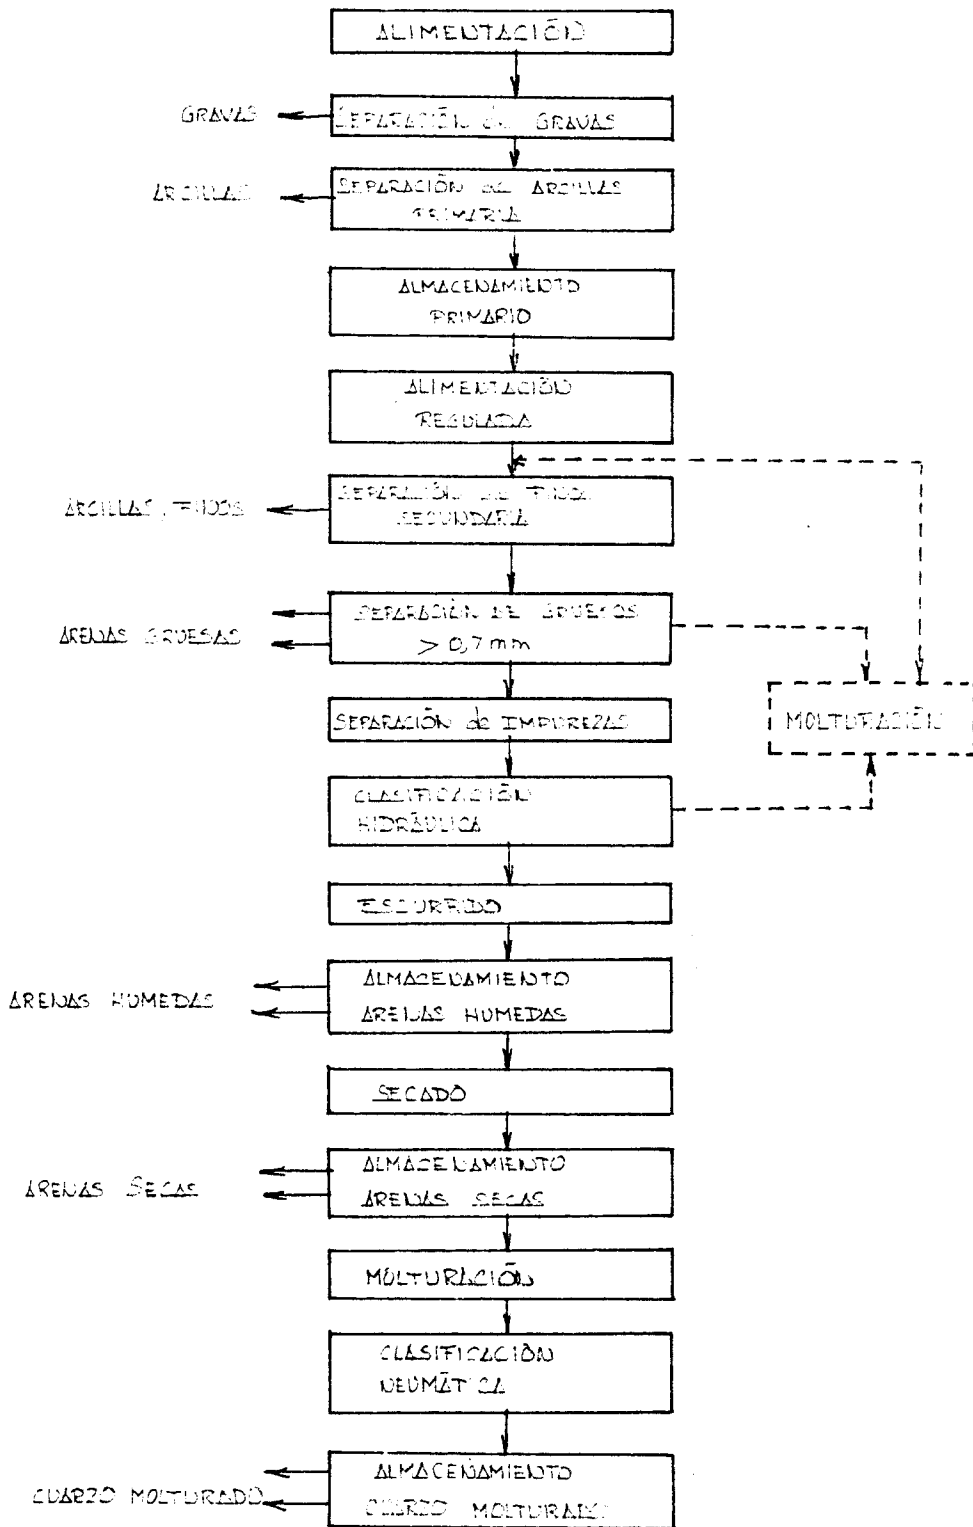 ALIMENTACIÓN
GRAVAS
SEPARACIÓN de GRAVAS
ARCILLAS
SEPARACIÓN de ARCILLAS
PRIMARIA
ALMACENAMIENTO
PRIMARIO
ALIMENTACIÓN
REGULADA
ARCILLAS, FINOS
SEPARACIÓN de FINOS
SECUNDARIA
ARENAS GRUESAS
SEPARACIÓN DE GRUESOS
> 0,7 mm
MOLTURACIÓN
SEPARACIÓN de IMPUREZAS
CLASIFICACIÓN
HIDRÁULICA
ESCURRIDO
ARENAS HUMEDAS
ALMACENAMIENTO
ARENAS HUMEDAS
SECADO
ARENAS SECAS
ALMACENAMIENTO
ARENAS SECAS
MOLTURACIÓN
CLASIFICACIÓN
NEUMÁTICA
CUARZO MOLTURADO
ALMACENAMIENTO
CUARZO MOLTURADO